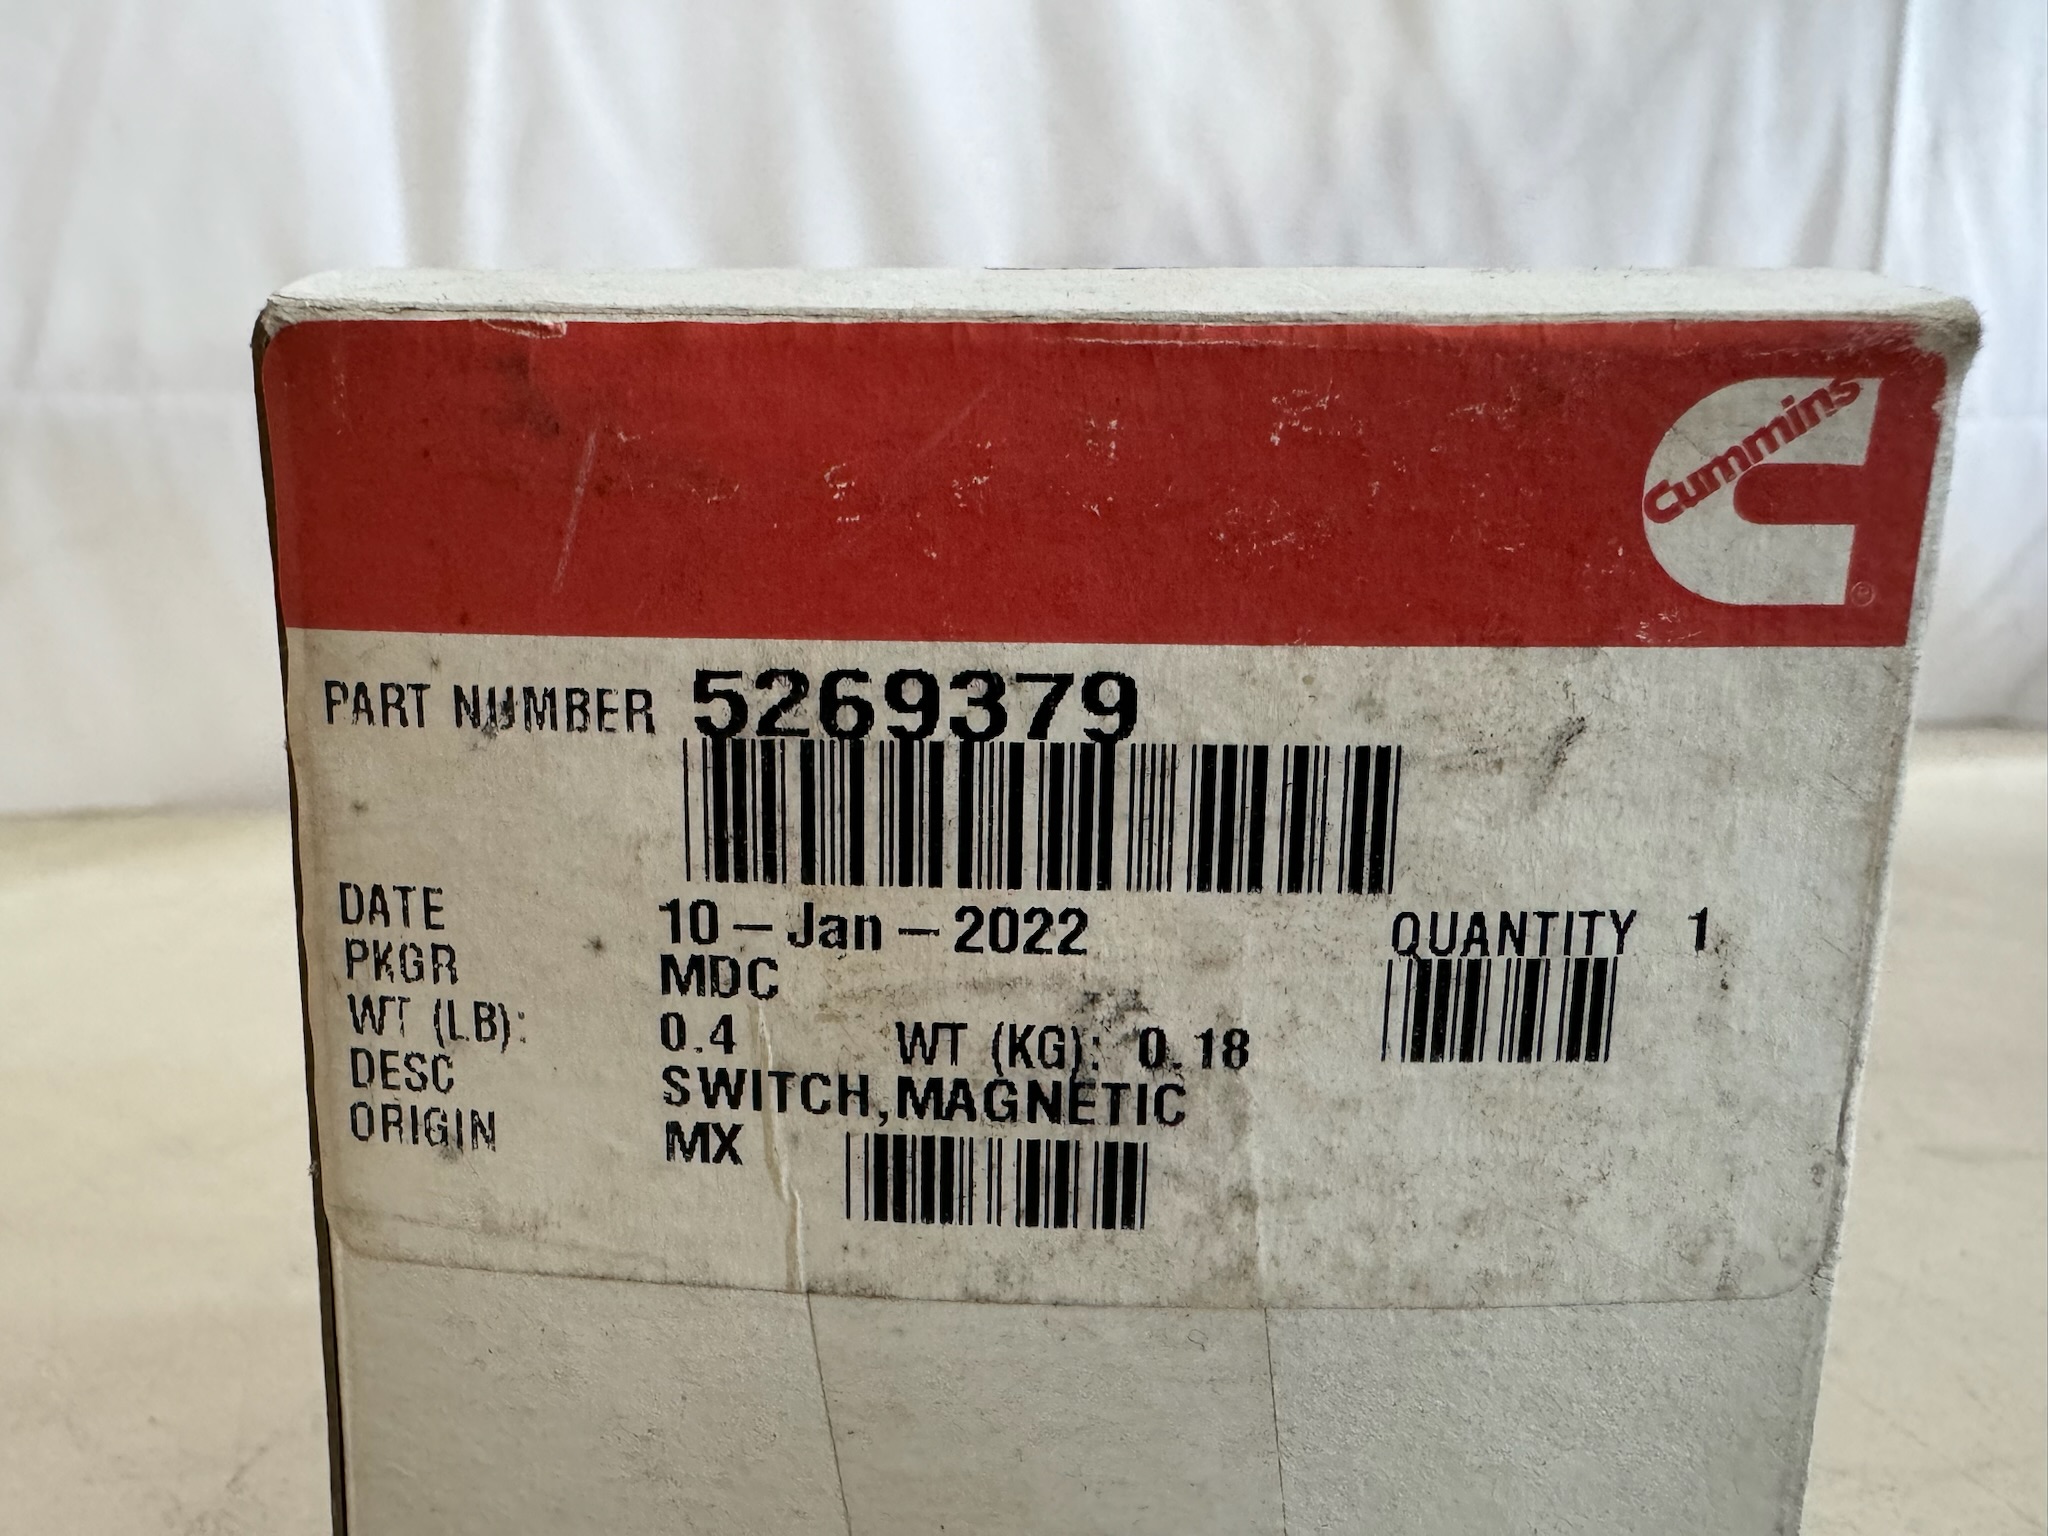 Cummins
®
PART NUMBER 5269379
DATE 10-Jan-2022 QUANTITY 1
PKGR MDC
WT (LB): 0.4 WT (KG): 0.18
DESC SWITCH,MAGNETIC
ORIGIN MX